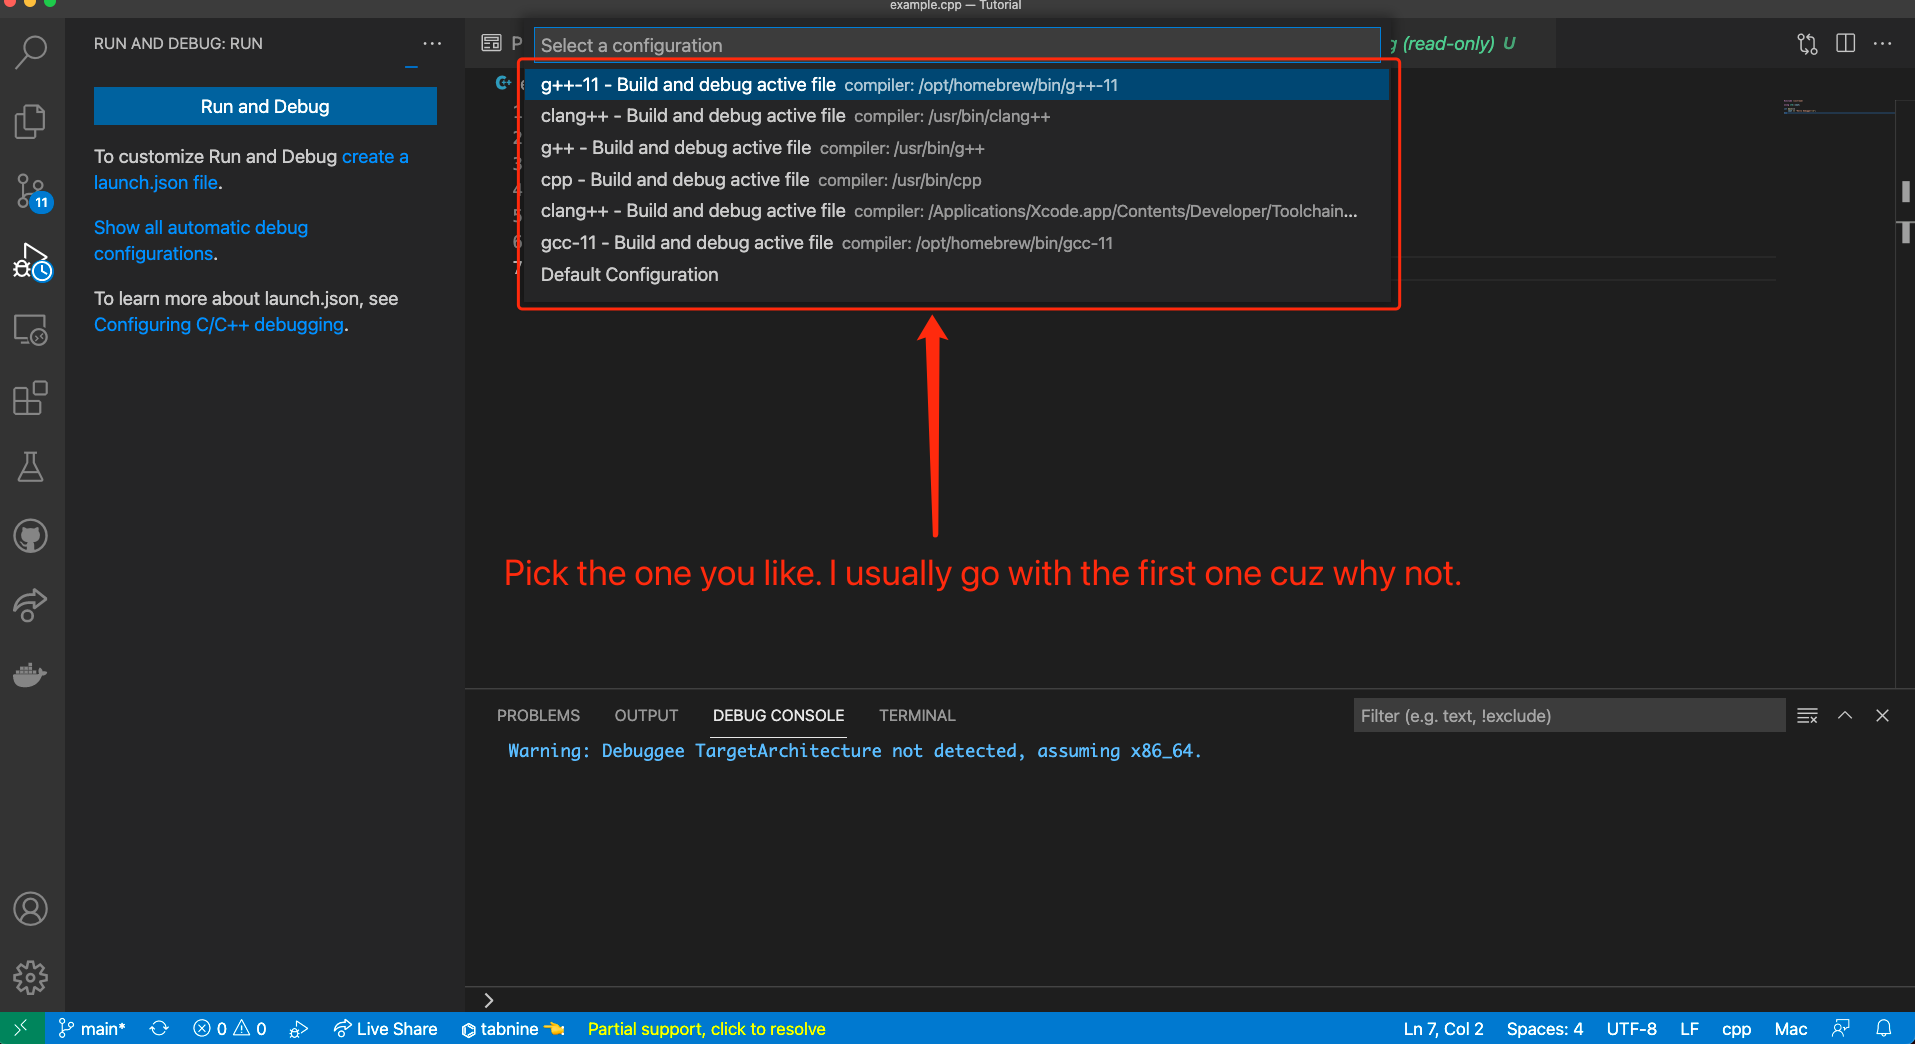 example.cpp — Tutorial
RUN AND DEBUG: RUN
Run and Debug
To customize Run and Debug create a
launch.json file.
Show all automatic debug
configurations.
To learn more about launch.json, see
Configuring C/C++ debugging.
11
P
Select a configuration
(read-only) U
g++-11 - Build and debug active file compiler: /opt/homebrew/bin/g++-11
clang++ - Build and debug active file compiler: /usr/bin/clang++
g++ - Build and debug active file compiler: /usr/bin/g++
cpp - Build and debug active file compiler: /usr/bin/cpp
clang++ - Build and debug active file compiler: /Applications/Xcode.app/Contents/Developer/Toolchain...
gcc-11 - Build and debug active file compiler: /opt/homebrew/bin/gcc-11
Default Configuration
1
2
3
4
5
6
7
Pick the one you like. I usually go with the first one cuz why not.
PROBLEMS OUTPUT DEBUG CONSOLE TERMINAL
Filter (e.g. text, !exclude)
Warning: Debuggee TargetArchitecture not detected, assuming x86_64.
main* 0 0 Live Share tabnine Partial support, click to resolve
Ln 7, Col 2 Spaces: 4 UTF-8 LF cpp Mac